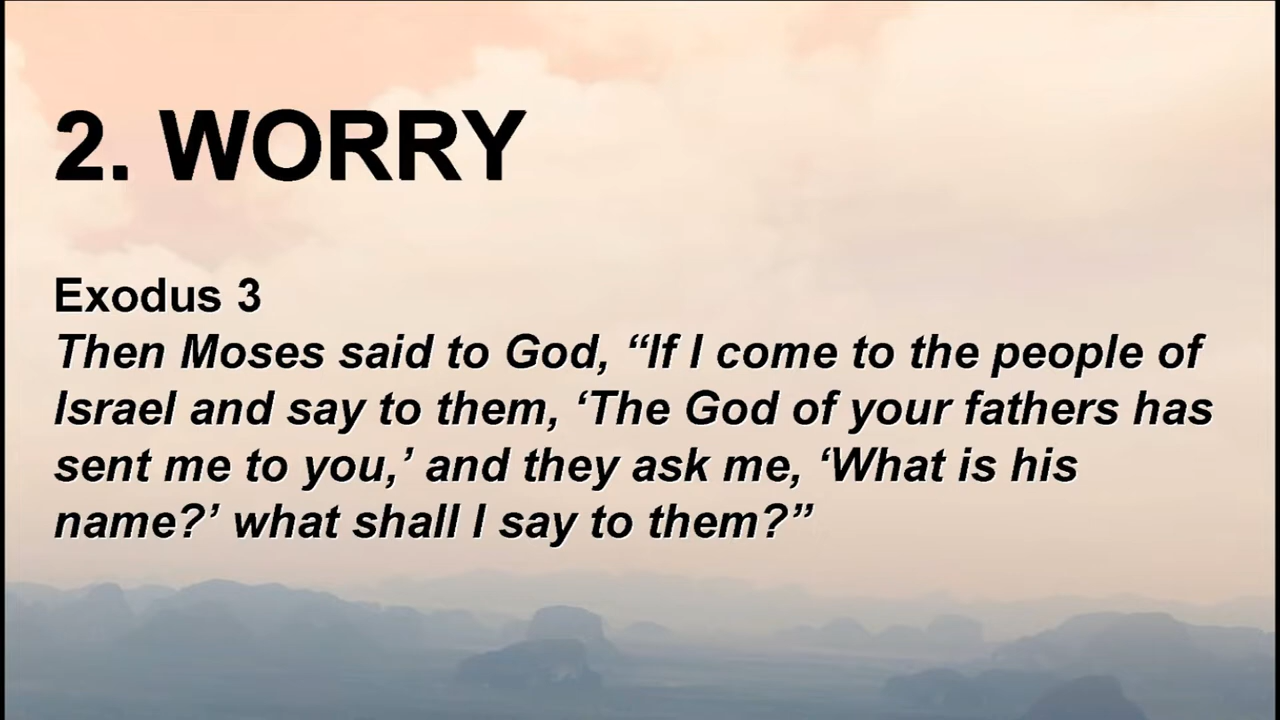 2. WORRY
Exodus 3
Then Moses said to God, “If I come to the people of
Israel and say to them, ‘The God of your fathers has
sent me to you,’ and they ask me, ‘What is his
name?’ what shall I say to them?”